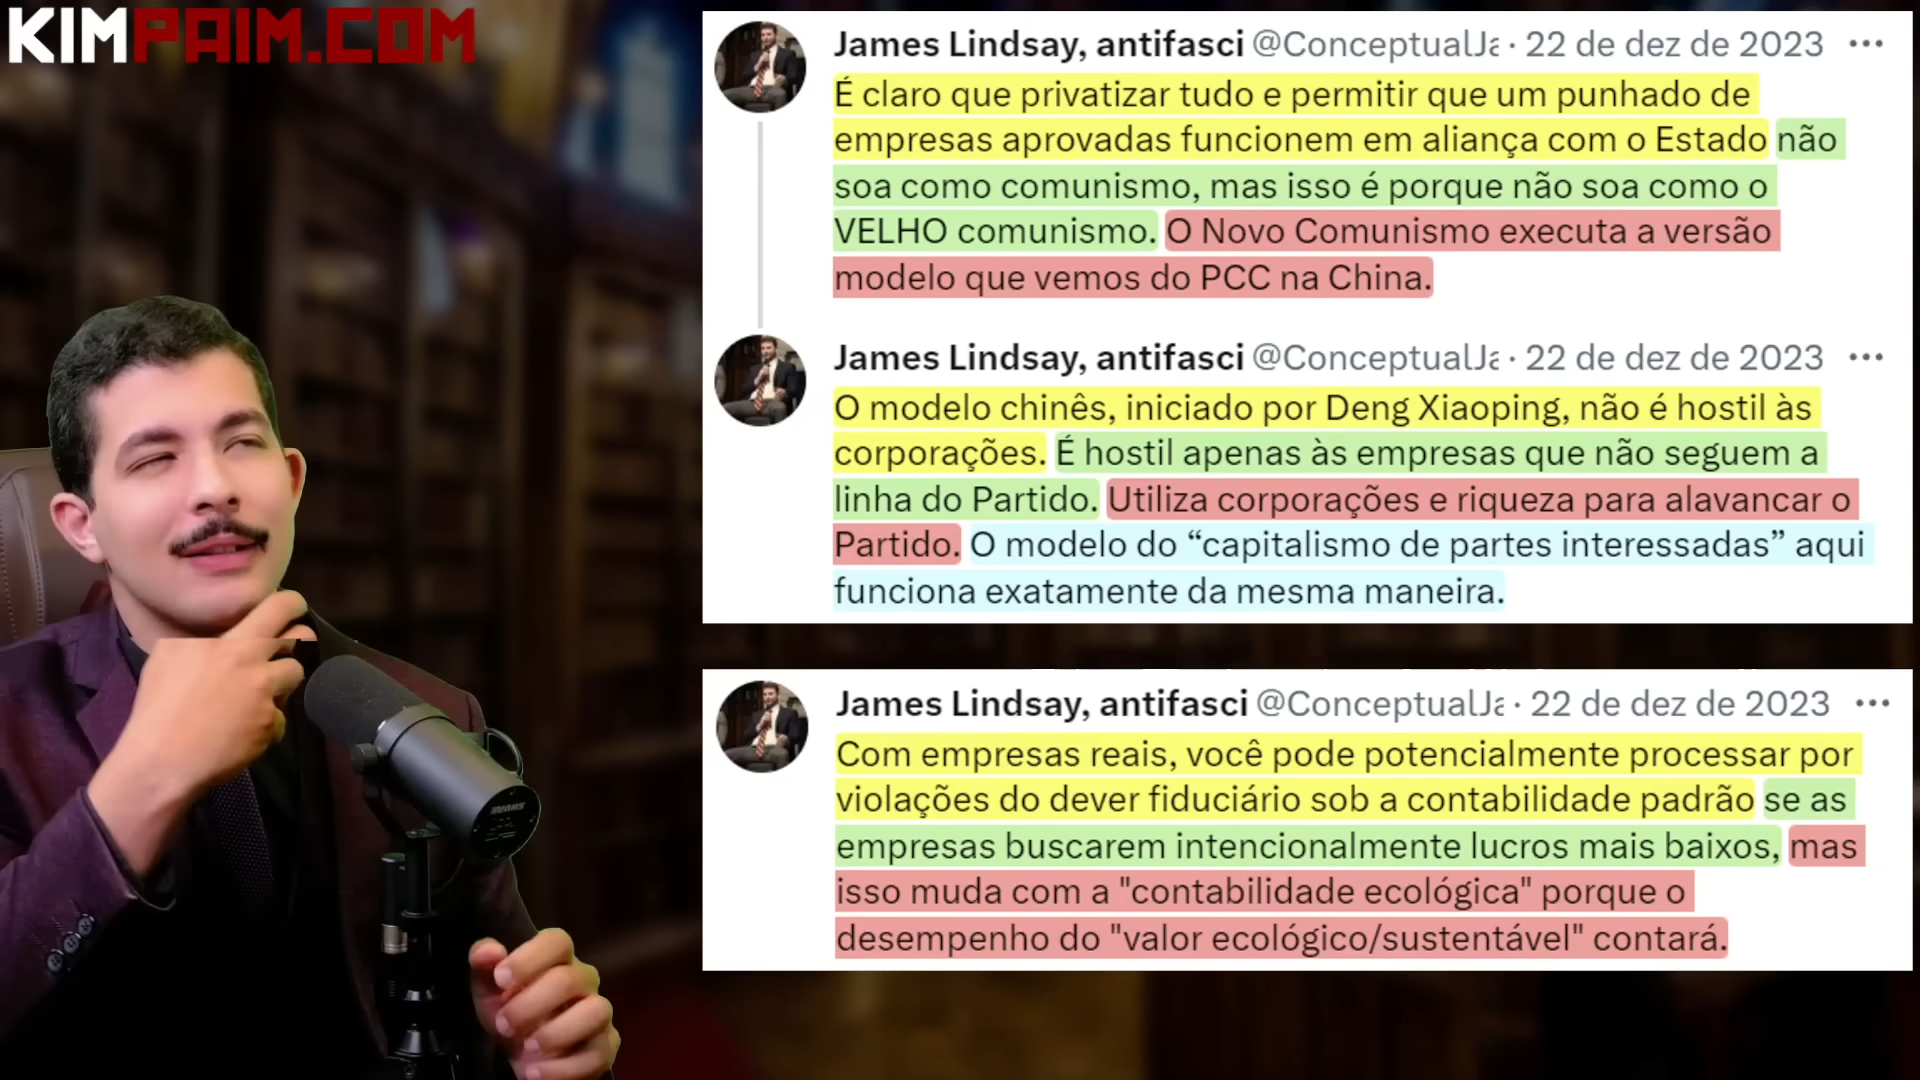 KIMPAIM.COM
James Lindsay, antifasci @ConceptualJa · 22 de dez de 2023
É claro que privatizar tudo e permitir que um punhado de
empresas aprovadas funcionem em aliança com o Estado não
soa como comunismo, mas isso é porque não soa como o
VELHO comunismo. O Novo Comunismo executa a versão
modelo que vemos do PCC na China.
James Lindsay, antifasci @ConceptualJa · 22 de dez de 2023
O modelo chinês, iniciado por Deng Xiaoping, não é hostil às
corporações. É hostil apenas às empresas que não seguem a
linha do Partido. Utiliza corporações e riqueza para alavancar o
Partido. O modelo do “capitalismo de partes interessadas” aqui
funciona exatamente da mesma maneira.
James Lindsay, antifasci @ConceptualJa · 22 de dez de 2023
Com empresas reais, você pode potencialmente processar por
violações do dever fiduciário sob a contabilidade padrão se as
empresas buscarem intencionalmente lucros mais baixos, mas
isso muda com a "contabilidade ecológica" porque o
desempenho do "valor ecológico/sustentável" contará.